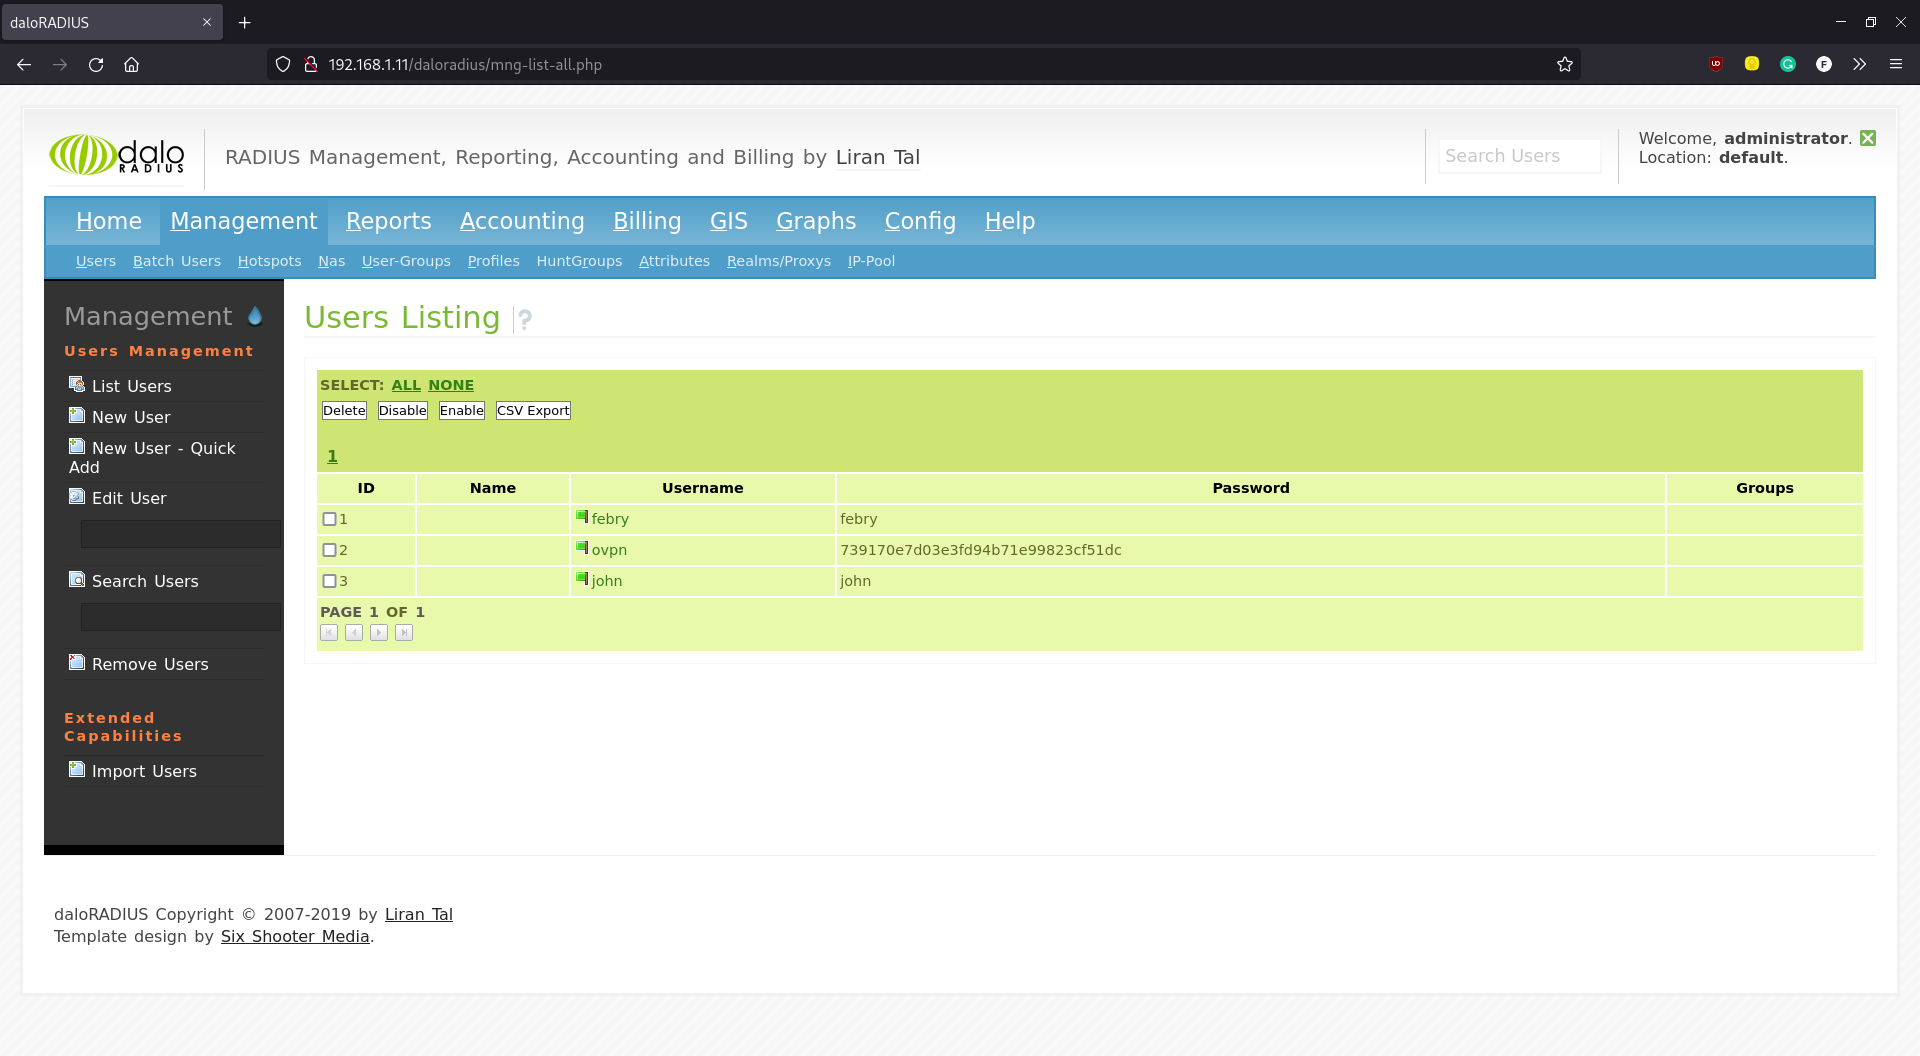 daloRADIUS
192.168.1.11/daloradius/mng-list-all.php
dalo
RADIUS
RADIUS Management, Reporting, Accounting and Billing by Liran Tal
Search Users
Welcome, administrator.
Location: default.
Home Management Reports Accounting Billing GIS Graphs Config Help
Users Batch Users Hotspots Nas User-Groups Profiles HuntGroups Attributes Realms/Proxys IP-Pool
Management
Users Management
List Users
New User
New User - Quick
Add
Edit User
Search Users
Remove Users
Extended
Capabilities
Import Users
Users Listing ?
SELECT: ALL NONE
Delete Disable Enable CSV Export
1
ID Name Username Password Groups
1 febry febry
2 ovpn 739170e7d03e3fd94b71e99823cf51dc
3 john john
PAGE 1 OF 1
daloRADIUS Copyright © 2007-2019 by Liran Tal
Template design by Six Shooter Media.